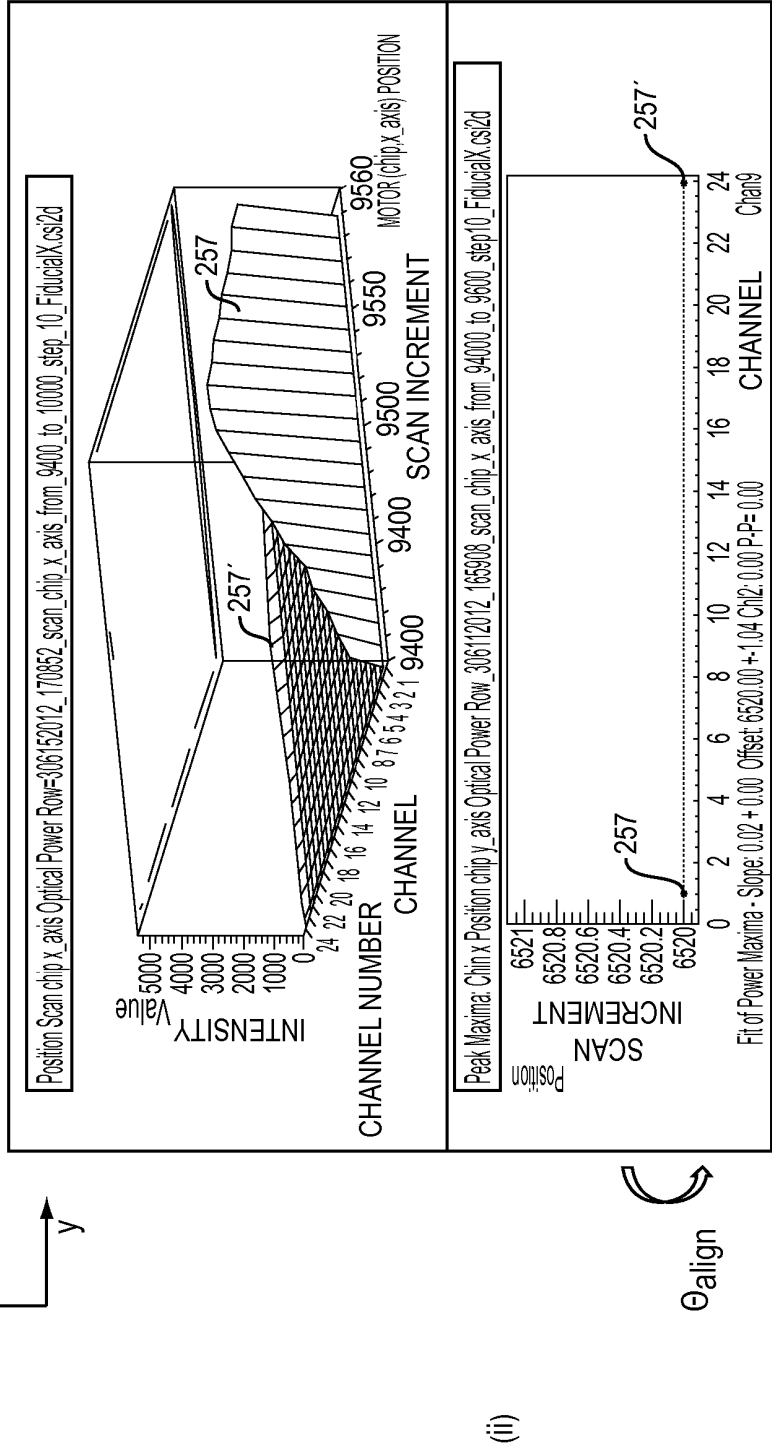 Position Scan chip x_axis Optical Power Row=306152012_170852_scan_chip_x_axis_from_9400_to_10000_step_10_FiducialX.csi2d
5000
4000
3000
2000
1000
0
Value
INTENSITY
CHANNEL NUMBER
24 22 20 18 16 14 12 10 8 7 6 5 4 3 2 1
CHANNEL
257′
257
9400
9400
9500
9550
9560
SCAN INCREMENT
MOTOR (chip,x_axis) POSITION
Peak Maxima: Chin x Position chip y_axis Optical Power Row_306112012_165908_scan_chip_x_axis_from_94000_to_9600_step10_FiducialX.csi2d
Position
SCAN
INCREMENT
6521
6520.8
6520.6
6520.4
6520.2
6520
257
257′
0 2 4 6 8 10 12 14 16 18 20 22 24
CHANNEL
Chan9
Fit of Power Maxima - Slope: 0.02 + 0.00 Offset: 6520.00 +-1.04 Chi2: 0.00 P-P= 0.00
y
Θalign
(ii)